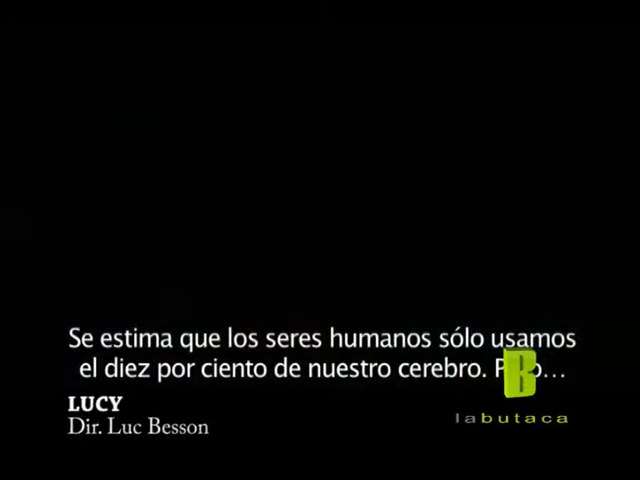 Se estima que los seres humanos sólo usamos
el diez por ciento de nuestro cerebro.
LUCY
Dir. Luc Besson
B
labutaca